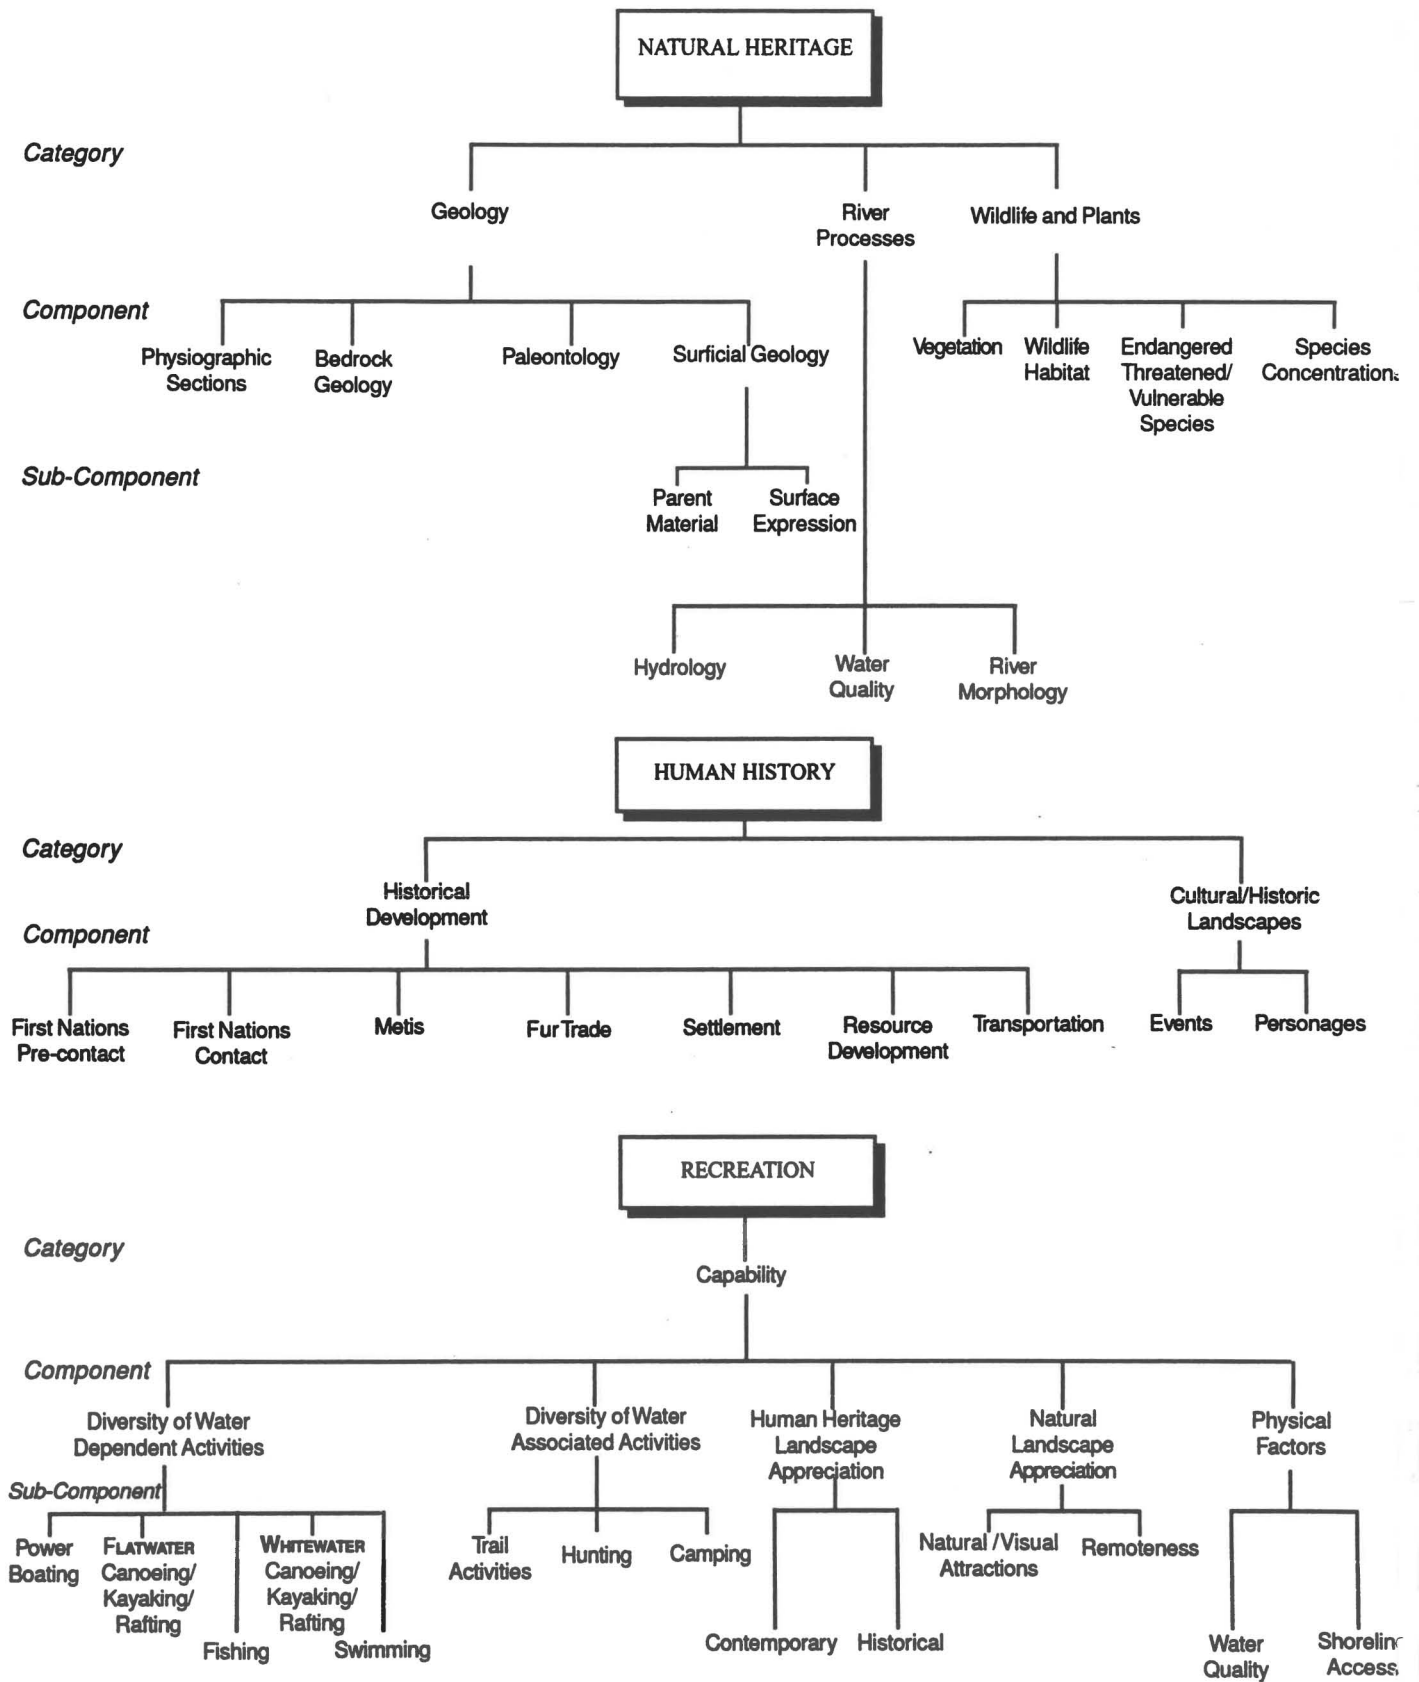 NATURAL HERITAGE
Category
Geology
River
Processes
Wildlife and Plants
Component
Physiographic
Sections
Bedrock
Geology
Paleontology
Surficial Geology
Vegetation
Wildlife
Habitat
Endangered
Threatened/
Vulnerable
Species
Species
Concentrations
Sub-Component
Parent
Material
Surface
Expression
Hydrology
Water
Quality
River
Morphology
HUMAN HISTORY
Category
Historical
Development
Cultural/Historic
Landscapes
Component
First Nations
Pre-contact
First Nations
Contact
Metis
Fur Trade
Settlement
Resource
Development
Transportation
Events
Personages
RECREATION
Category
Capability
Component
Diversity of Water
Dependent Activities
Diversity of Water
Associated Activities
Human Heritage
Landscape
Appreciation
Natural
Landscape
Appreciation
Physical
Factors
Sub-Component
Power
Boating
FLATWATER
Canoeing/
Kayaking/
Rafting
Fishing
WHITEWATER
Canoeing/
Kayaking/
Rafting
Swimming
Trail
Activities
Hunting
Camping
Contemporary
Historical
Natural / Visual
Attractions
Remoteness
Water
Quality
Shorelin
Access